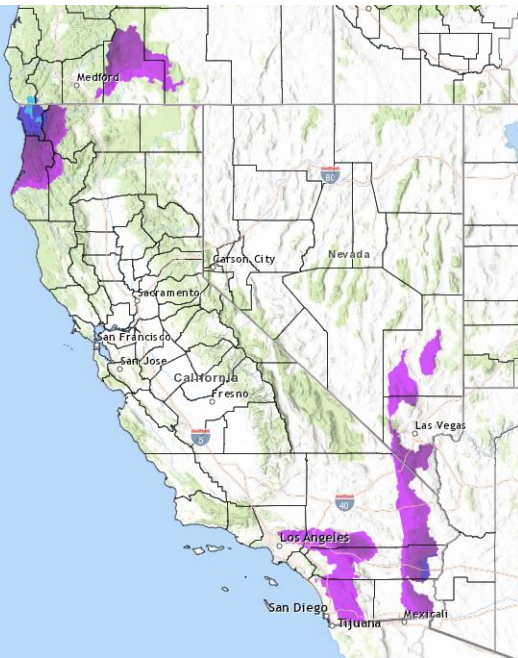 Medford
80
Carson City
Nevada
Sacramento
San Francisco
San Jose
California
Fresno
5
Las Vegas
40
Los Angeles
San Diego
Tijuana
Mexicali